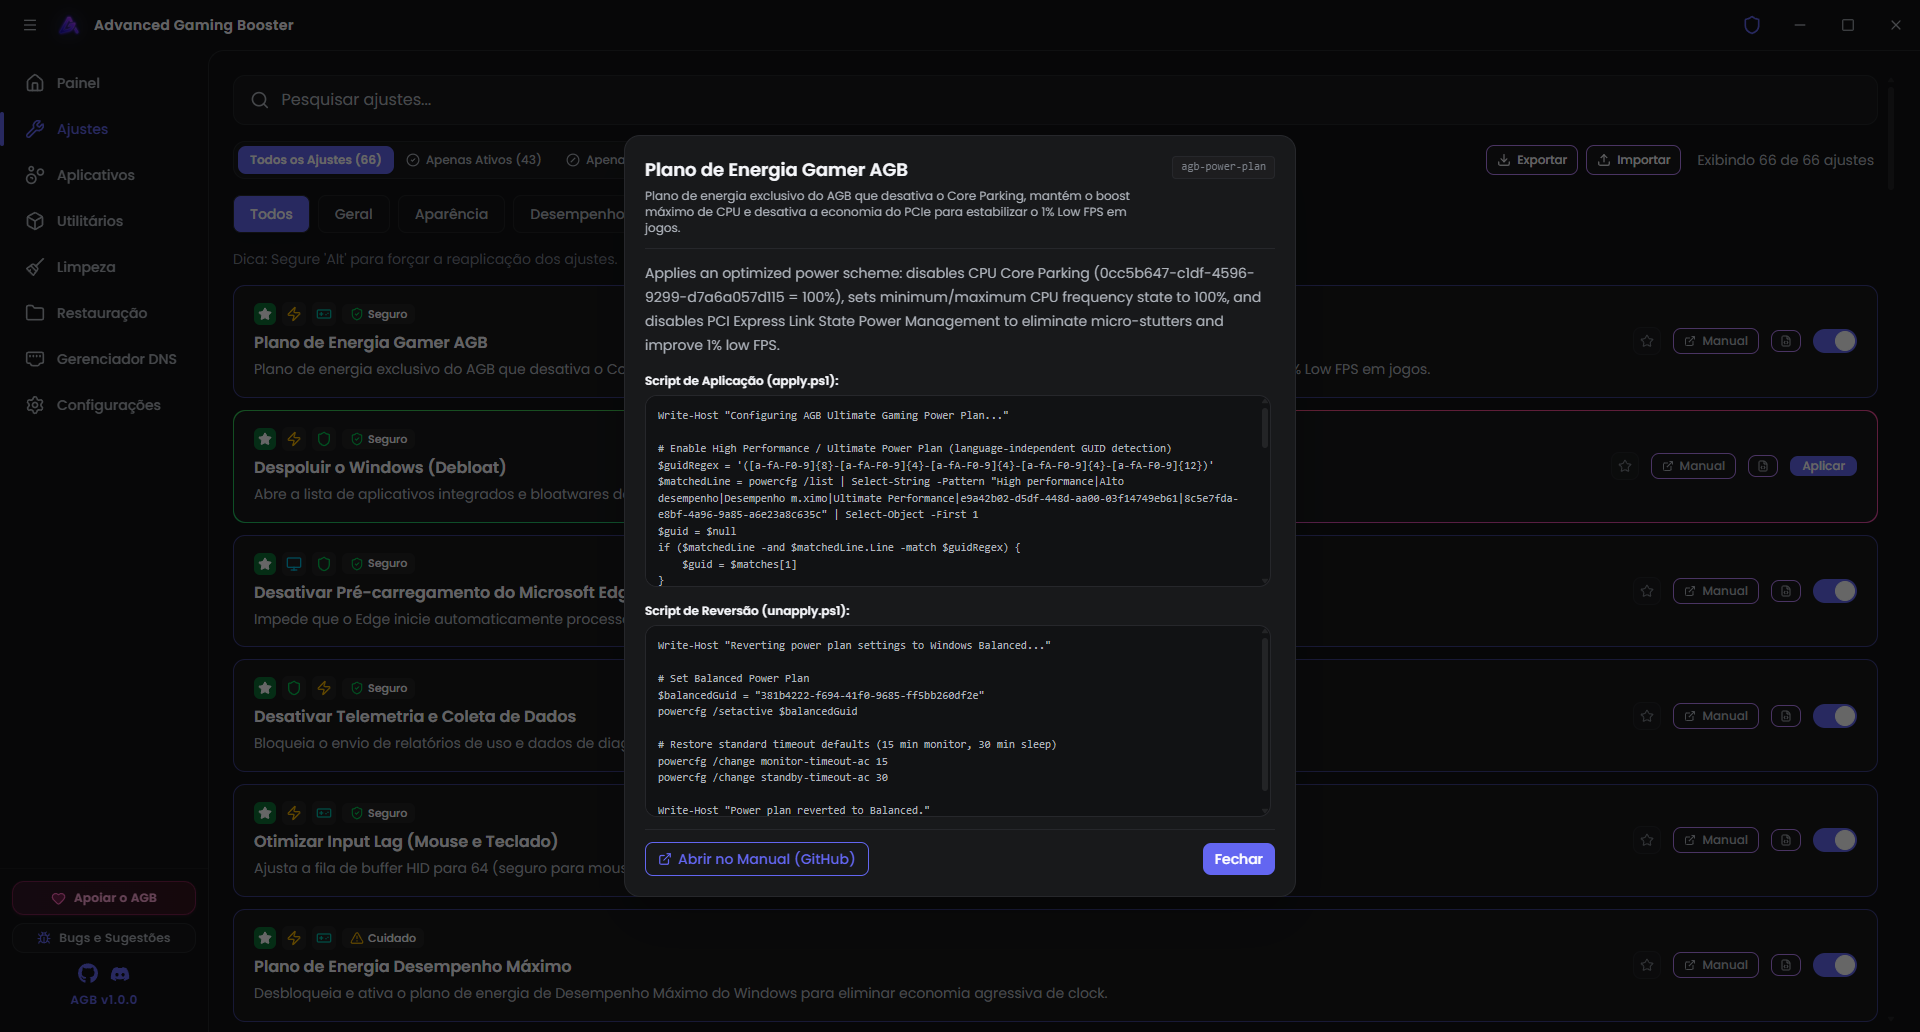 Advanced Gaming Booster
Painel
Ajustes
Aplicativos
Utilitários
Limpeza
Restauração
Gerenciador DNS
Configurações
Apoiar o AGB
Bugs e Sugestões
AGB v1.0.0
Pesquisar ajustes...
Todos os Ajustes (66)
Apenas Ativos (43)
Apena
Exportar
Importar
Exibindo 66 de 66 ajustes
Todos
Geral
Aparência
Desempenho
Dica: Segure 'Alt' para forçar a reaplicação dos ajustes.
Seguro
Plano de Energia Gamer AGB
Plano de energia exclusivo do AGB que desativa o Co
% Low FPS em jogos.
Manual
Seguro
Despoluir o Windows (Debloat)
Abre a lista de aplicativos integrados e bloatwares d
Manual
Aplicar
Seguro
Desativar Pré-carregamento do Microsoft Edg
Impede que o Edge inicie automaticamente process
Manual
Seguro
Desativar Telemetria e Coleta de Dados
Bloqueia o envio de relatórios de uso e dados de diag
Manual
Seguro
Otimizar Input Lag (Mouse e Teclado)
Ajusta a fila de buffer HID para 64 (seguro para mous
Manual
Cuidado
Plano de Energia Desempenho Máximo
Desbloqueia e ativa o plano de energia de Desempenho Máximo do Windows para eliminar economia agressiva de clock.
Manual
Plano de Energia Gamer AGB
agb-power-plan
Plano de energia exclusivo do AGB que desativa o Core Parking, mantém o boost
máximo de CPU e desativa a economia do PCIe para estabilizar o 1% Low FPS em
jogos.
Applies an optimized power scheme: disables CPU Core Parking (0cc5b647-c1df-4596-
9299-d7a6a057d115 = 100%), sets minimum/maximum CPU frequency state to 100%, and
disables PCI Express Link State Power Management to eliminate micro-stutters and
improve 1% low FPS.
Script de Aplicação (apply.ps1):
Write-Host "Configuring AGB Ultimate Gaming Power Plan..."
# Enable High Performance / Ultimate Power Plan (language-independent GUID detection)
$guidRegex = '([a-fA-F0-9]{8}-[a-fA-F0-9]{4}-[a-fA-F0-9]{4}-[a-fA-F0-9]{4}-[a-fA-F0-9]{12})'
$matchedLine = powercfg /list | Select-String -Pattern "High performance|Alto
desempenho|Desempenho m.ximo|Ultimate Performance|e9a42b02-d5df-448d-aa00-03f14749eb61|8c5e7fda-
e8bf-4a96-9a85-a6e23a8c635c" | Select-Object -First 1
$guid = $null
if ($matchedLine -and $matchedLine.Line -match $guidRegex) {
$guid = $matches[1]
}
Script de Reversão (unapply.ps1):
Write-Host "Reverting power plan settings to Windows Balanced..."
# Set Balanced Power Plan
$balancedGuid = "381b4222-f694-41f0-9685-ff5bb260df2e"
powercfg /setactive $balancedGuid
# Restore standard timeout defaults (15 min monitor, 30 min sleep)
powercfg /change monitor-timeout-ac 15
powercfg /change standby-timeout-ac 30
Write-Host "Power plan reverted to Balanced."
Abrir no Manual (GitHub)
Fechar